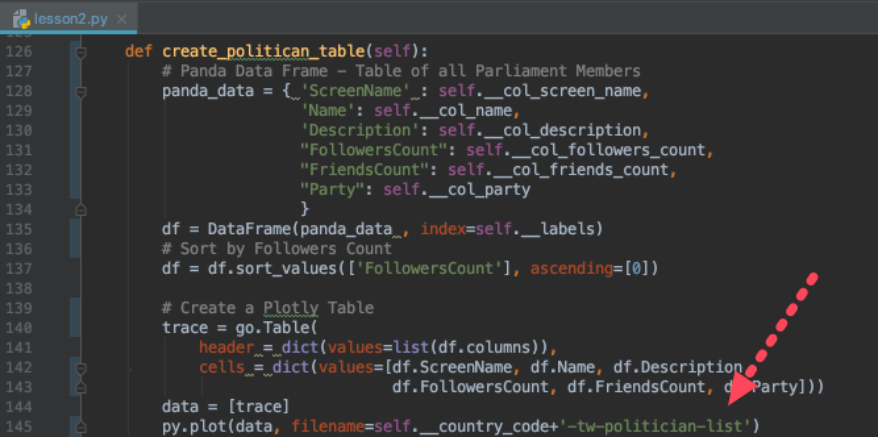 lesson2.py
126 def create_politican_table(self):
127 # Panda Data Frame – Table of all Parliament Members
128 panda_data = { 'ScreenName' : self.__col_screen_name,
129 'Name': self.__col_name,
130 'Description': self.__col_description,
131 "FollowersCount": self.__col_followers_count,
132 "FriendsCount": self.__col_friends_count,
133 "Party": self.__col_party
134 }
135 df = DataFrame(panda_data , index=self.__labels)
136 # Sort by Followers Count
137 df = df.sort_values(['FollowersCount'], ascending=[0])
138
139 # Create a Plotly Table
140 trace = go.Table(
141 header = dict(values=list(df.columns)),
142 cells = dict(values=[df.ScreenName, df.Name, df.Description
143 df.FollowersCount, df.FriendsCount, Party]))
144 data = [trace]
145 py.plot(data, filename=self.__country_code+'-tw-politician-list')